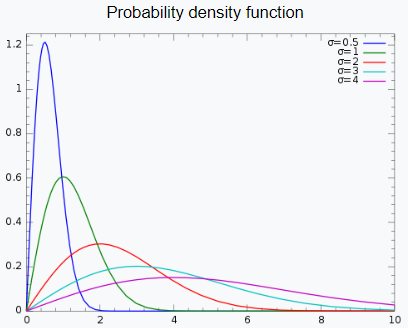 Probability density function
σ=0.5
σ=1
σ=2
σ=3
σ=4
1.2
1
0.8
0.6
0.4
0.2
0
0 2 4 6 8 10